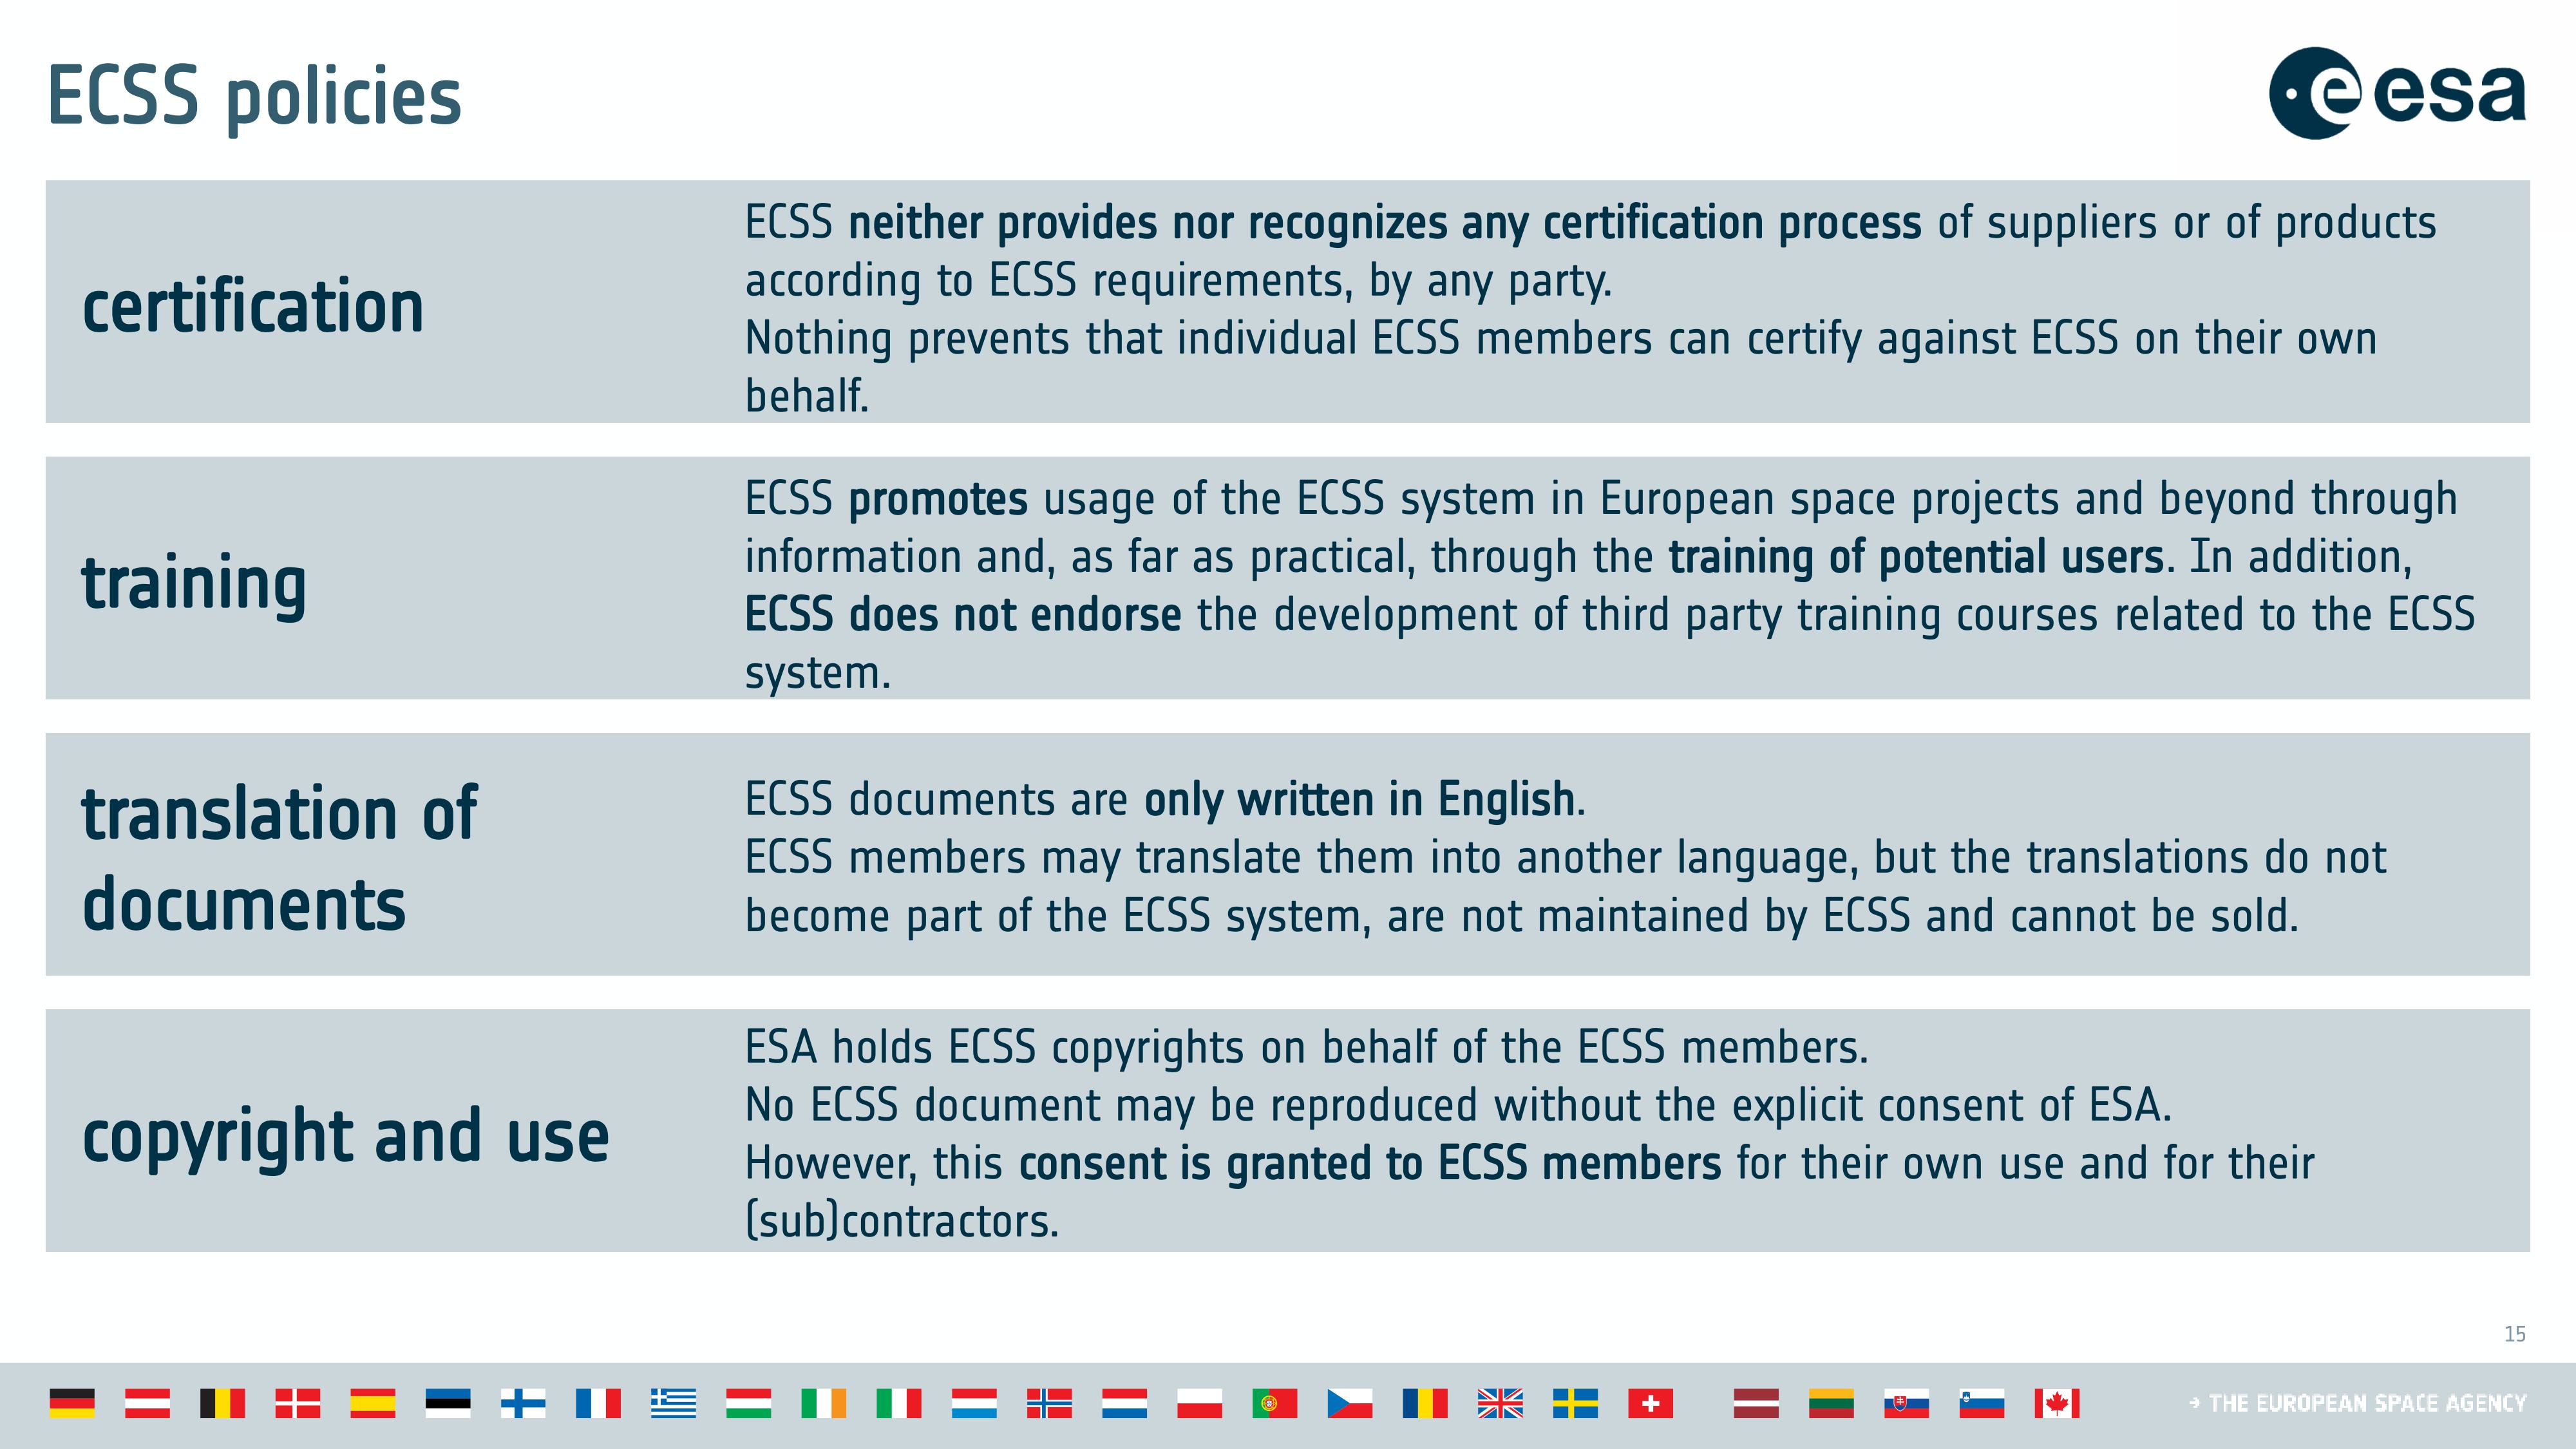 ECSS policies
esa
certification
ECSS neither provides nor recognizes any certification process of suppliers or of products
according to ECSS requirements, by any party.
Nothing prevents that individual ECSS members can certify against ECSS on their own
behalf.
training
ECSS promotes usage of the ECSS system in European space projects and beyond through
information and, as far as practical, through the training of potential users. In addition,
ECSS does not endorse the development of third party training courses related to the ECSS
system.
translation of
documents
ECSS documents are only written in English.
ECSS members may translate them into another language, but the translations do not
become part of the ECSS system, are not maintained by ECSS and cannot be sold.
copyright and use
ESA holds ECSS copyrights on behalf of the ECSS members.
No ECSS document may be reproduced without the explicit consent of ESA.
However, this consent is granted to ECSS members for their own use and for their
(sub)contractors.
15
→ THE EUROPEAN SPACE AGENCY